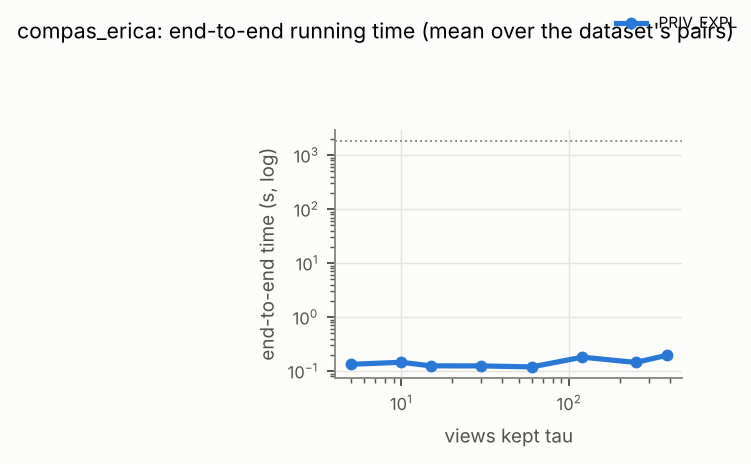 compas_erica: end-to-end running time (mean over the dataset's pairs)
PRIV_EXPL
end-to-end time (s, log)
10³
10²
10¹
10⁰
10⁻¹
10¹ 10²
views kept tau